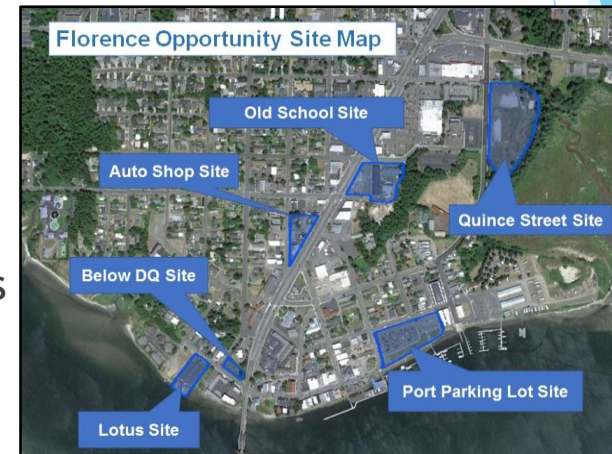 Florence Opportunity Site Map
Old School Site
Auto Shop Site
Quince Street Site
s
Below DQ Site
Port Parking Lot Site
Lotus Site